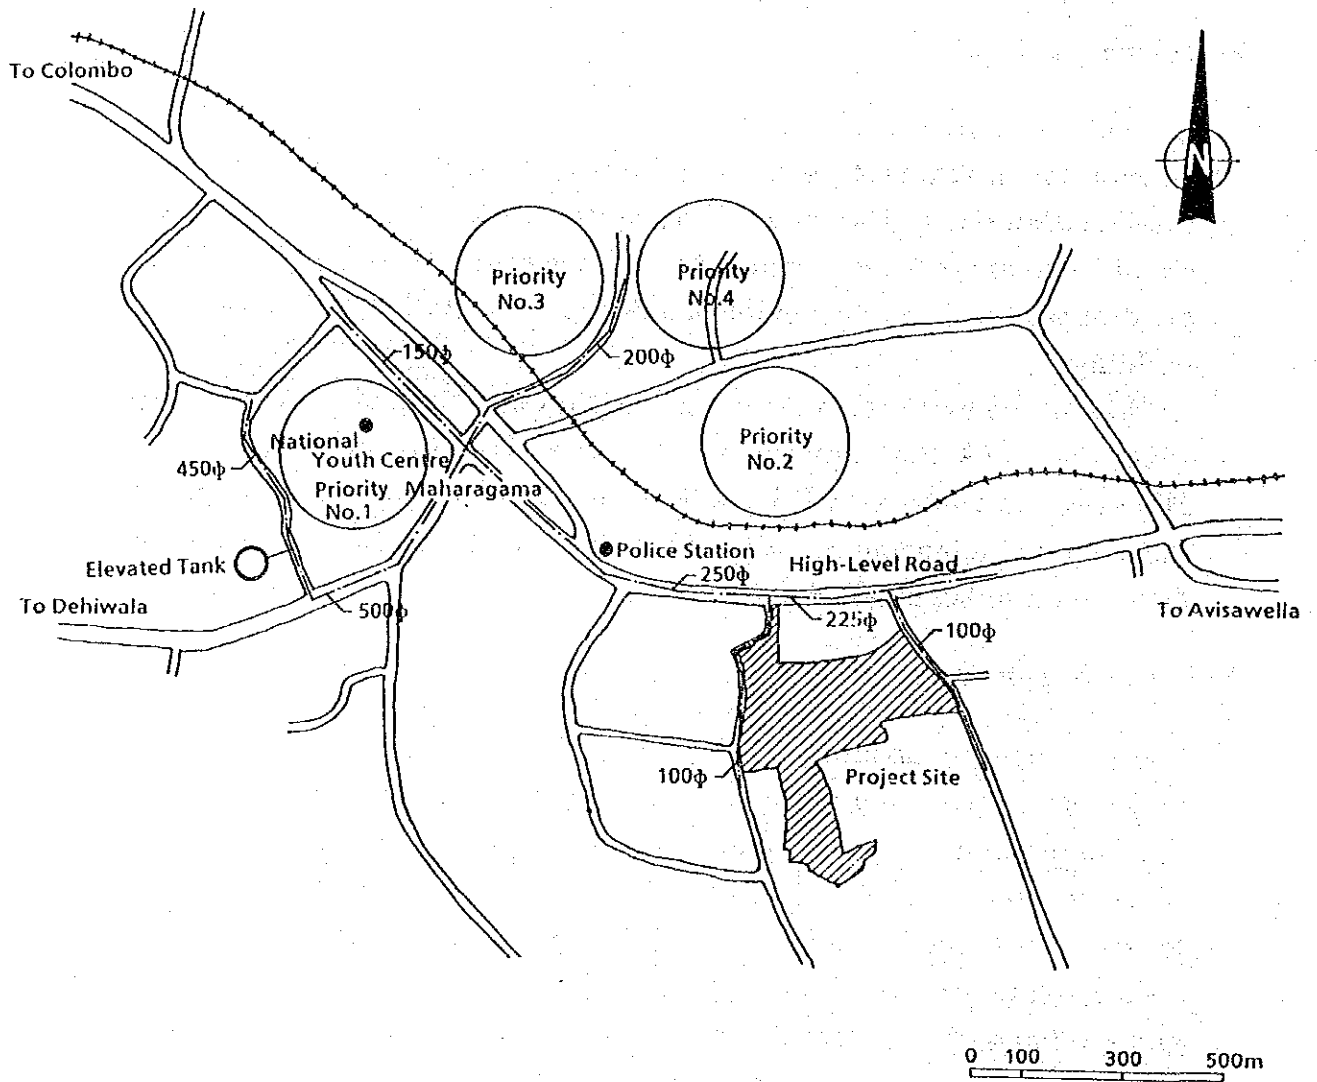 To Colombo
N
Priority
No.3
Priority
No.4
150ϕ
200ϕ
National
Youth Centre
Priority
No.1
Maharagama
Priority
No.2
450ϕ
Elevated Tank
Police Station
250ϕ
High-Level Road
To Dehiwala
500ϕ
225ϕ
100ϕ
To Avisawella
100ϕ
Project Site
0 100 300 500m